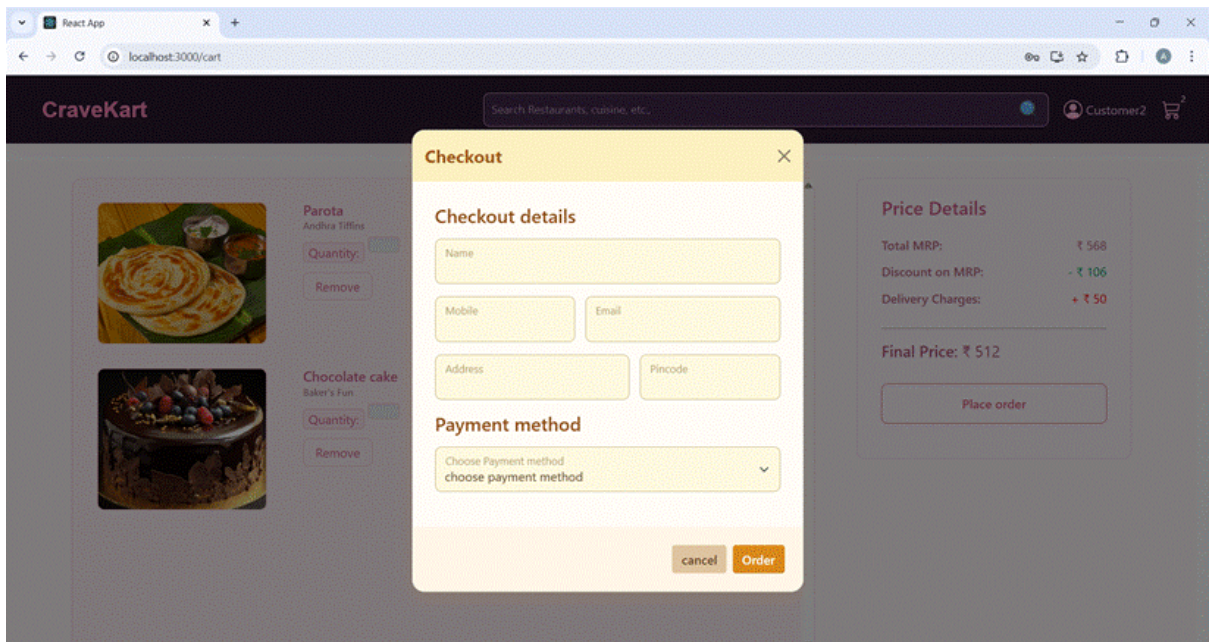 React App
localhost:3000/cart
CraveKart
Search Restaurants, cuisine, etc.,
Customer2
2
Checkout
Checkout details
Name
Mobile Email
Address Pincode
Payment method
Choose Payment method
choose payment method
cancel Order
Parota
Andhra Tiffins
Quantity:
Remove
Chocolate cake
Baker's Fun
Quantity:
Remove
Price Details
Total MRP: ₹ 568
Discount on MRP: - ₹ 106
Delivery Charges: + ₹ 50
Final Price: ₹ 512
Place order